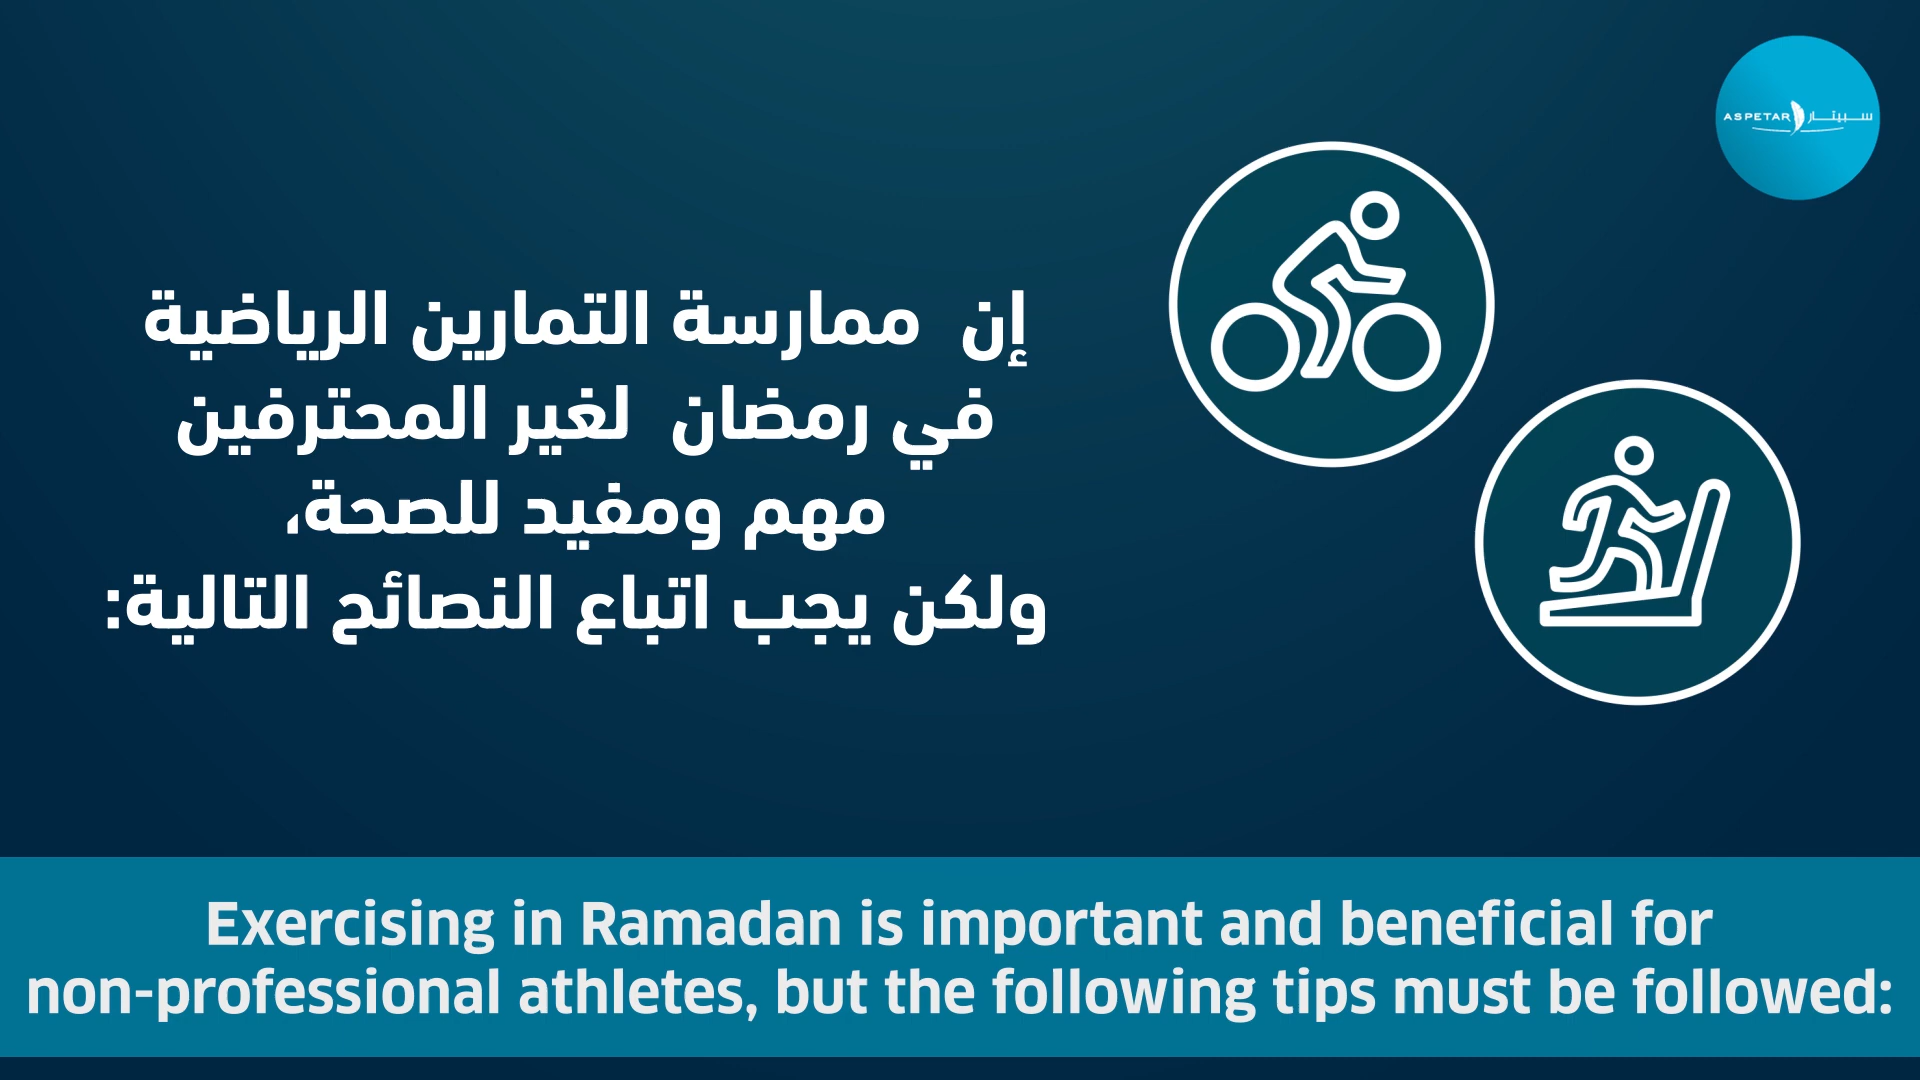 ASPETAR سبيتار
إن ممارسة التمارين الرياضية
في رمضان لغير المحترفين
مهم ومفيد للصحة،
ولكن يجب اتباع النصائح التالية:
Exercising in Ramadan is important and beneficial for
non-professional athletes, but the following tips must be followed: